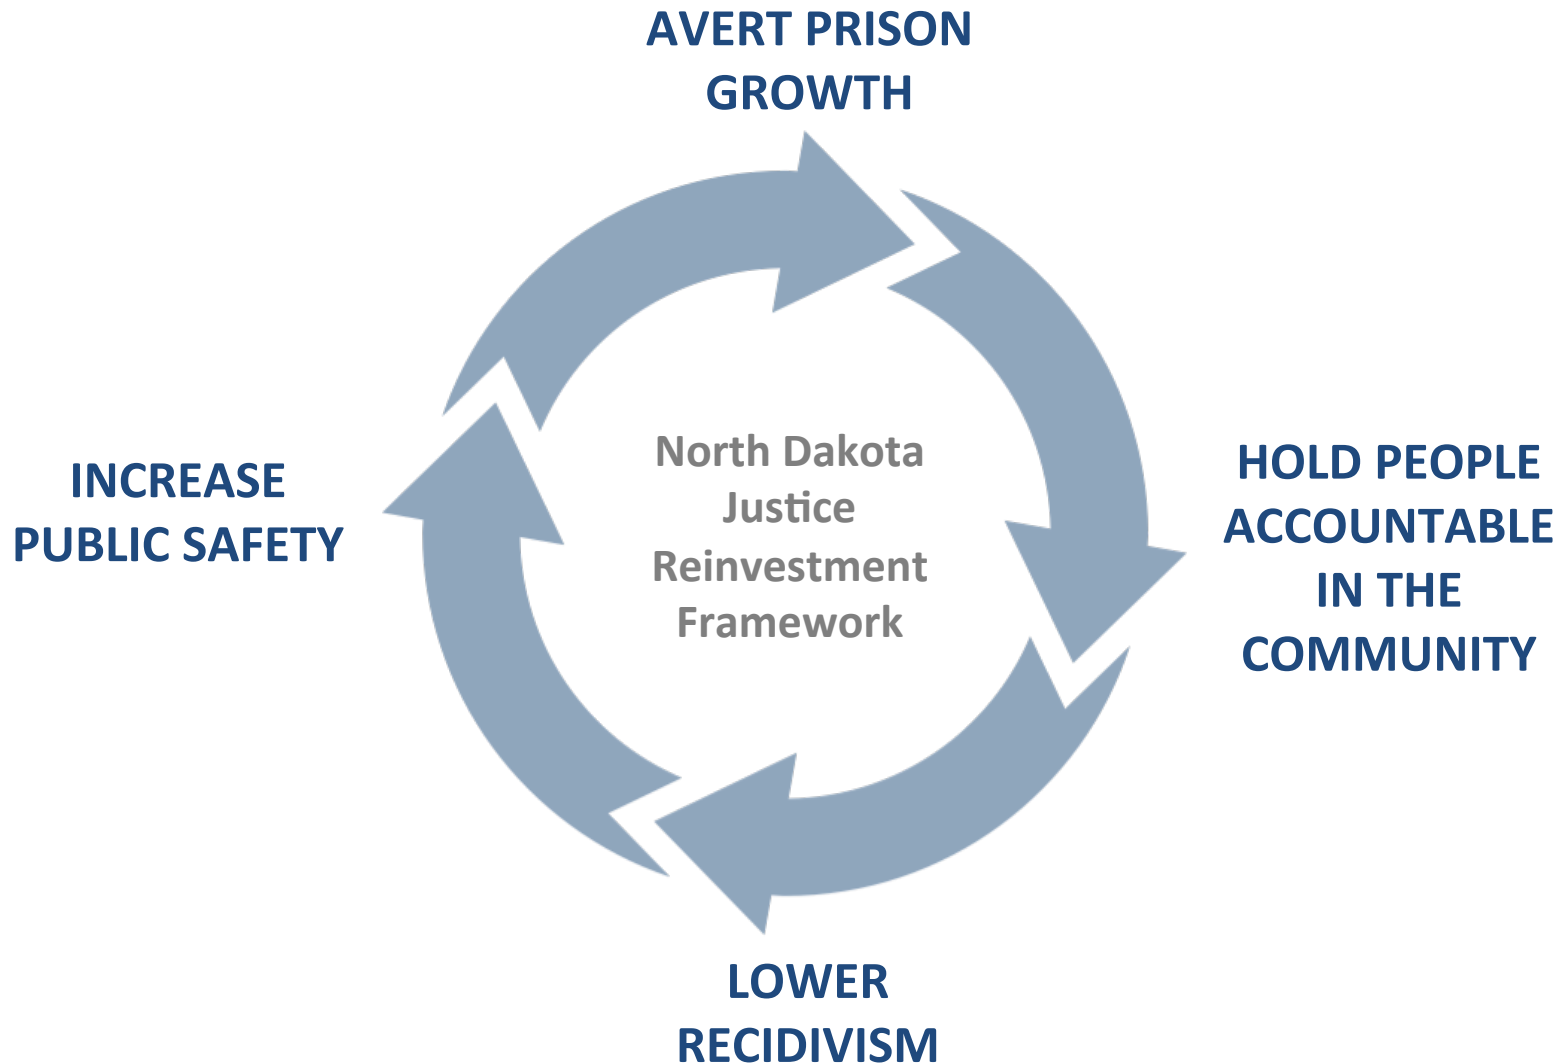 AVERT PRISON
GROWTH
HOLD PEOPLE
ACCOUNTABLE
IN THE
COMMUNITY
LOWER
RECIDIVISM
INCREASE
PUBLIC SAFETY
North Dakota
Justice
Reinvestment
Framework